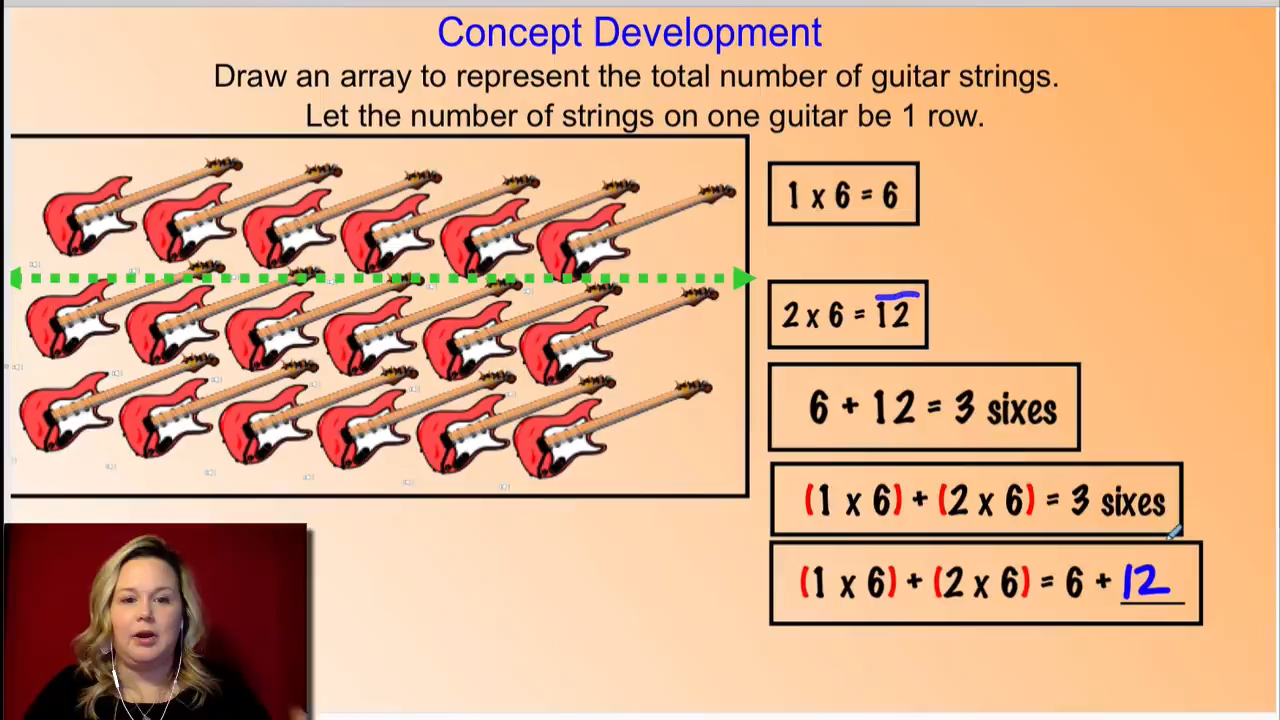 Concept Development
Draw an array to represent the total number of guitar strings.
Let the number of strings on one guitar be 1 row.
1 x 6 = 6
2 x 6 = 12
6 + 12 = 3 sixes
(1 x 6) + (2 x 6) = 3 sixes
(1 x 6) + (2 x 6) = 6 + 12